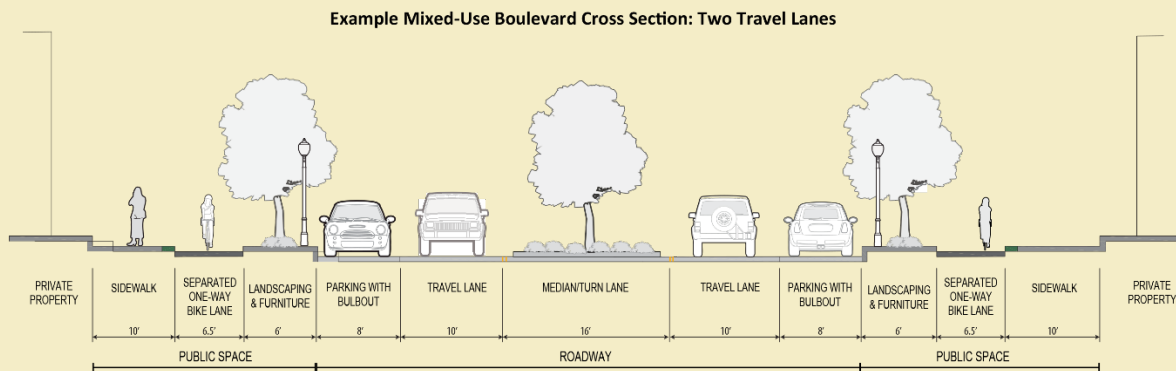 Example Mixed-Use Boulevard Cross Section: Two Travel Lanes
PRIVATE
PROPERTY
SIDEWALK
SEPARATED
ONE-WAY
BIKE LANE
LANDSCAPING
& FURNITURE
PARKING WITH
BULBOUT
TRAVEL LANE
MEDIAN/TURN LANE
TRAVEL LANE
PARKING WITH
BULBOUT
LANDSCAPING
& FURNITURE
SEPARATED
ONE-WAY
BIKE LANE
SIDEWALK
PRIVATE
PROPERTY
10' 6.5' 6' 8' 10' 16' 10' 8' 6' 6.5' 10'
PUBLIC SPACE ROADWAY PUBLIC SPACE